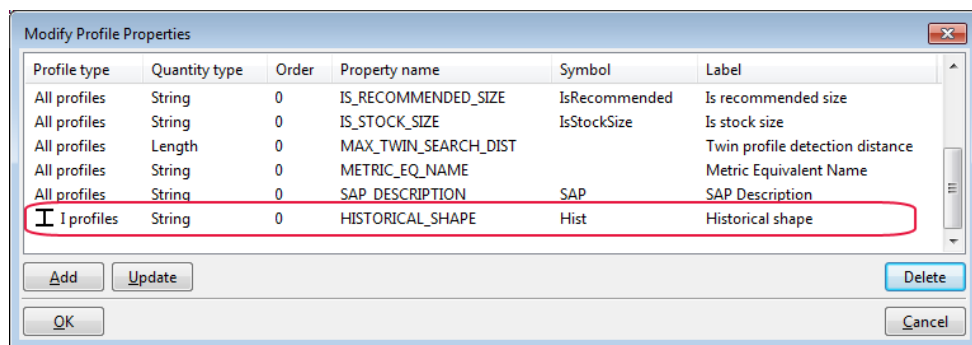 Modify Profile Properties
Profile type Quantity type Order Property name Symbol Label
All profiles String 0 IS_RECOMMENDED_SIZE IsRecommended Is recommended size
All profiles String 0 IS_STOCK_SIZE IsStockSize Is stock size
All profiles Length 0 MAX_TWIN_SEARCH_DIST Twin profile detection distance
All profiles String 0 METRIC_EQ_NAME Metric Equivalent Name
All profiles String 0 SAP_DESCRIPTION SAP SAP Description
I profiles String 0 HISTORICAL_SHAPE Hist Historical shape
Add Update Delete
OK Cancel